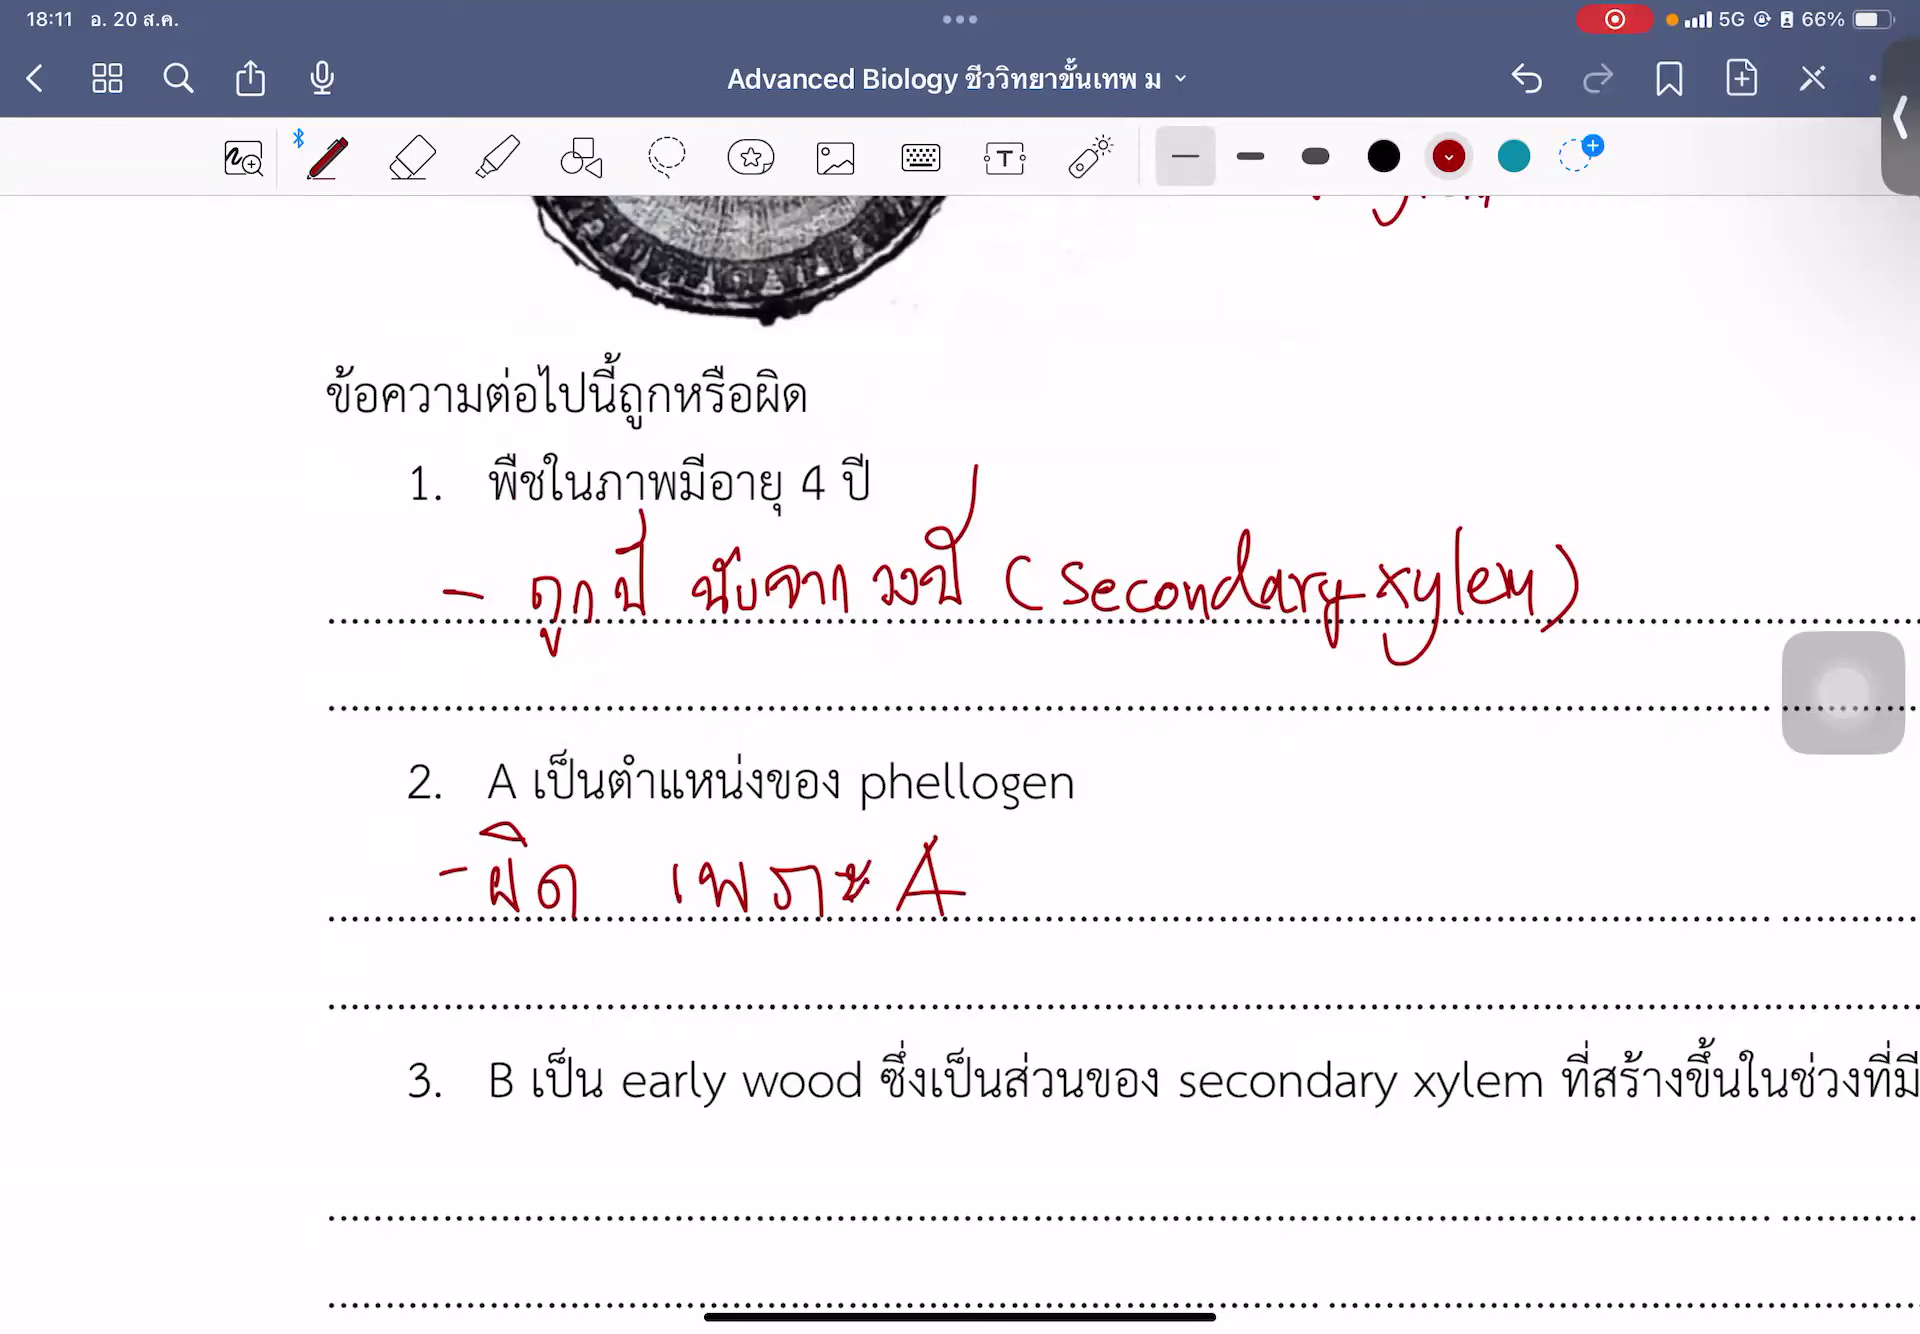 18:11 อ. 20 ส.ค.
5G 66%
Advanced Biology ชีววิทยาขั้นเทพ ม
ข้อความต่อไปนี้ถูกหรือผิด
1. พืชในภาพมีอายุ 4 ปี
- ถูก นับจาก วงปี (secondary xylem)
2. A เป็นตำแหน่งของ phellogen
- ผิด เพราะ A
3. B เป็น early wood ซึ่งเป็นส่วนของ secondary xylem ที่สร้างขึ้นในช่วงที่มี